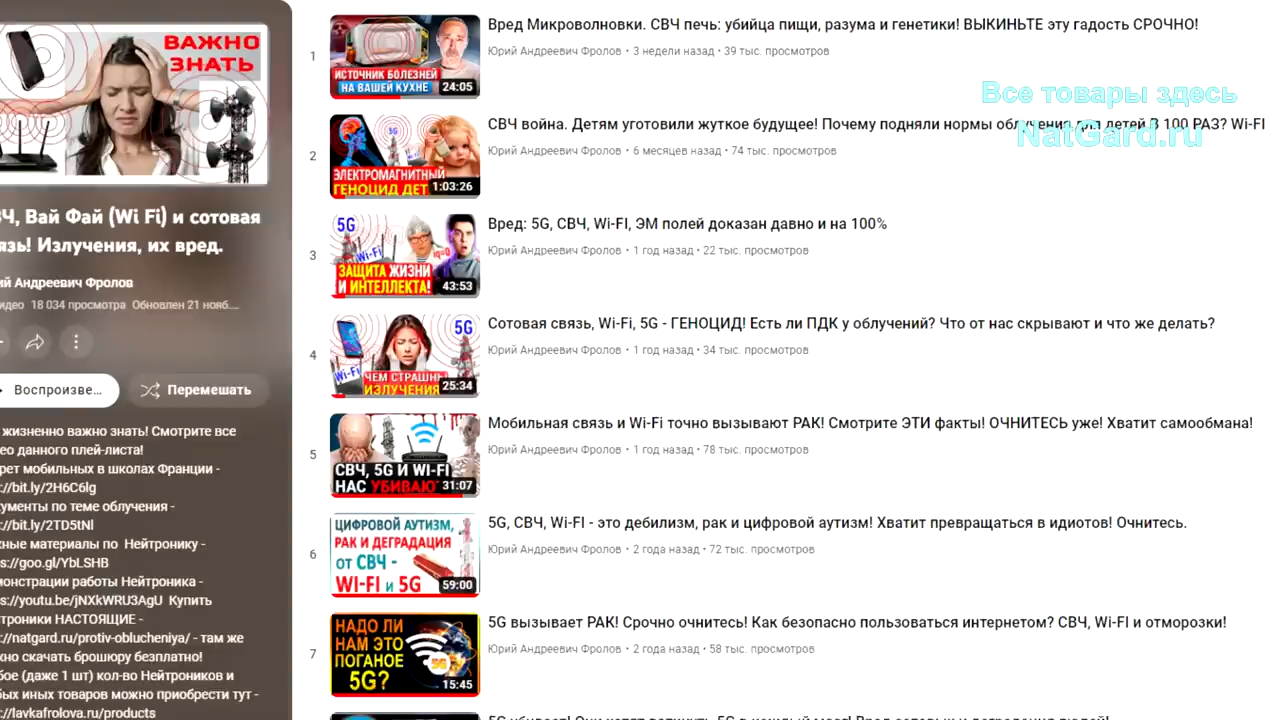 ВАЖНО
ЗНАТЬ
ВЧ, Вай Фай (Wi Fi) и сотовая
язь! Излучения, их вред.
ий Андреевич Фролов
идео 18 034 просмотра Обновлен 21 нояб....
Воспроизве...
Перемешать
жизненно важно знать! Смотрите все
ео данного плей-листа!
рет мобильных в школах Франции -
://bit.ly/2H6C6lg
ументы по теме облучения -
://bit.ly/2TD5tNl
жные материалы по Нейтронику -
s://goo.gl/YbLSHB
монстрации работы Нейтроника -
s://youtu.be/jNXkWRU3AgU Купить
троники НАСТОЯЩИЕ -
://natgard.ru/protiv-oblucheniya/ - там же
жно скачать брошюру бесплатно!
бое (даже 1 шт) кол-во Нейтроников и
бых иных товаров можно приобрести тут -
://lavkafrolova.ru/products
1
ИСТОЧНИК БОЛЕЗНЕЙ
НА ВАШЕЙ КУХНЕ
24:05
Вред Микроволновки. СВЧ печь: убийца пищи, разума и генетики! ВЫКИНЬТЕ эту гадость СРОЧНО!
Юрий Андреевич Фролов • 3 недели назад • 39 тыс. просмотров
Все товары здесь
NatGard.ru
2
5G
ЭЛЕКТРОМАГНИТНЫЙ
ГЕНОЦИД ДЕТ
1:03:26
СВЧ война. Детям уготовили жуткое будущее! Почему подняли нормы облучения для детей В 100 РАЗ? Wi-FI
Юрий Андреевич Фролов • 6 месяцев назад • 74 тыс. просмотров
3
5G
Wi-Fi
iq=0
ЗАЩИТА ЖИЗНИ
И ИНТЕЛЛЕКТА!
43:53
Вред: 5G, СВЧ, Wi-FI, ЭМ полей доказан давно и на 100%
Юрий Андреевич Фролов • 1 год назад • 22 тыс. просмотров
4
5G
Wi-Fi
ЧЕМ СТРАШНЫ
ИЗЛУЧЕНИЯ
25:34
Сотовая связь, Wi-Fi, 5G - ГЕНОЦИД! Есть ли ПДК у облучений? Что от нас скрывают и что же делать?
Юрий Андреевич Фролов • 1 год назад • 34 тыс. просмотров
5
СВЧ, 5G И WI-FI
НАС УБИВАЮТ
31:07
Мобильная связь и Wi-Fi точно вызывают РАК! Смотрите ЭТИ факты! ОЧНИТЕСЬ уже! Хватит самообмана!
Юрий Андреевич Фролов • 1 год назад • 78 тыс. просмотров
6
ЦИФРОВОЙ АУТИЗМ,
РАК И ДЕГРАДАЦИЯ
от СВЧ -
WI-FI и 5G
59:00
5G, СВЧ, Wi-FI - это дебилизм, рак и цифровой аутизм! Хватит превращаться в идиотов! Очнитесь.
Юрий Андреевич Фролов • 2 года назад • 72 тыс. просмотров
7
НАДО ЛИ
НАМ ЭТО
ПОГАНОЕ
5G?
5G
15:45
5G вызывает РАК! Срочно очнитесь! Как безопасно пользоваться интернетом? СВЧ, Wi-FI и отморозки!
Юрий Андреевич Фролов • 2 года назад • 58 тыс. просмотров